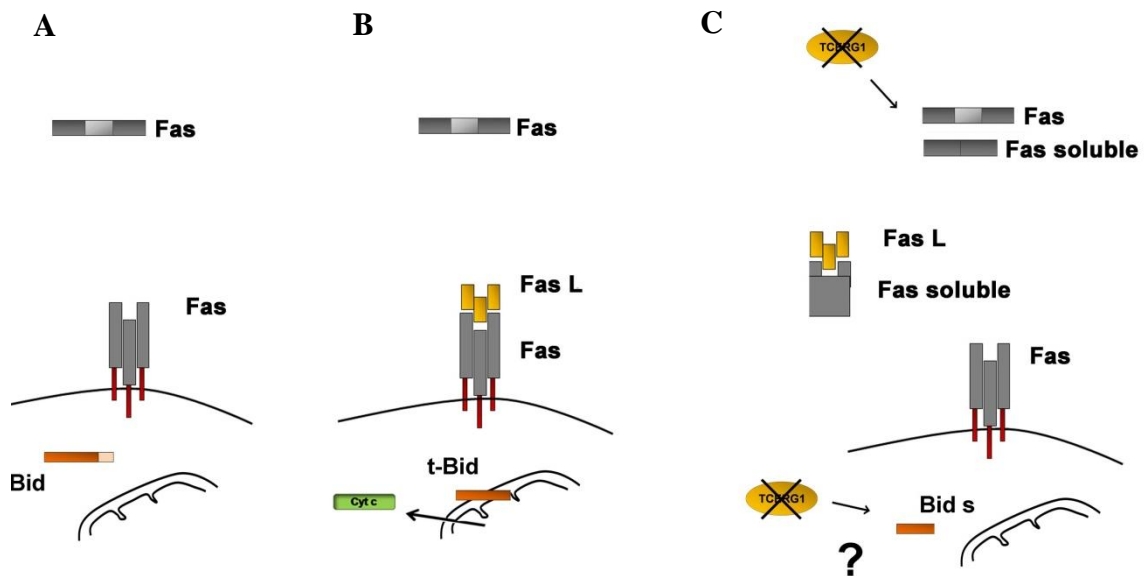 A
Fas
Fas
Bid
B
Fas
Fas L
Fas
t-Bid
Cyt c
C
TCERG1
Fas
Fas soluble
Fas L
Fas soluble
Fas
TCERG1
Bid s
?